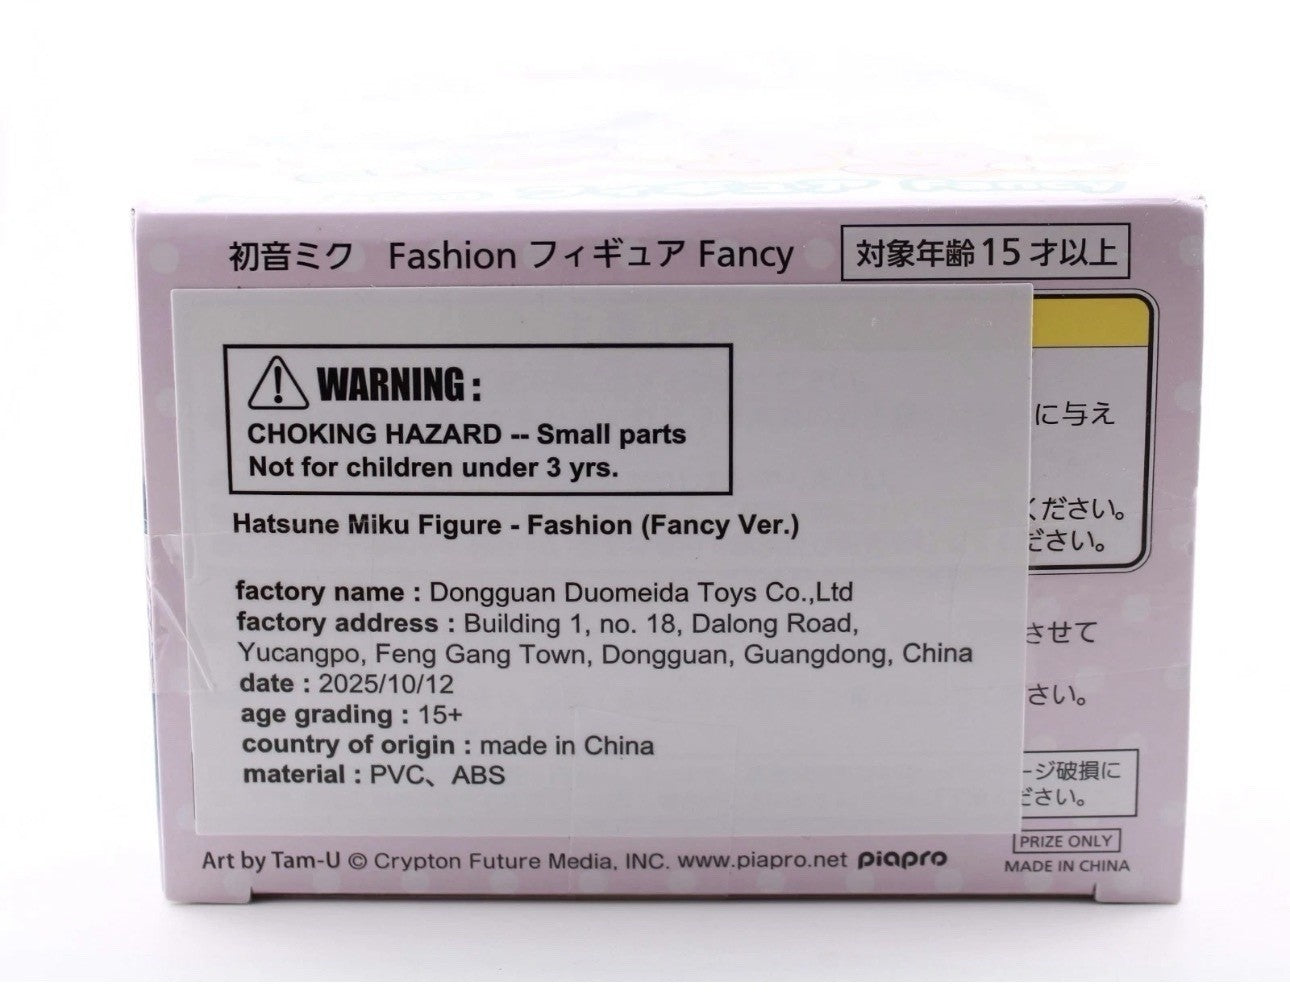 初音ミク Fashion フィギュア Fancy
対象年齢15才以上
WARNING :
CHOKING HAZARD -- Small parts
Not for children under 3 yrs.
に与え
ください。
ださい。
Hatsune Miku Figure - Fashion (Fancy Ver.)
factory name : Dongguan Duomeida Toys Co.,Ltd
factory address : Building 1, no. 18, Dalong Road,
Yucangpo, Feng Gang Town, Dongguan, Guangdong, China
させて
date : 2025/10/12
さい。
age grading : 15+
country of origin : made in China
material : PVC、ABS
ージ破損に
ださい。
PRIZE ONLY
Art by Tam-U © Crypton Future Media, INC. www.piapro.net piapro
MADE IN CHINA